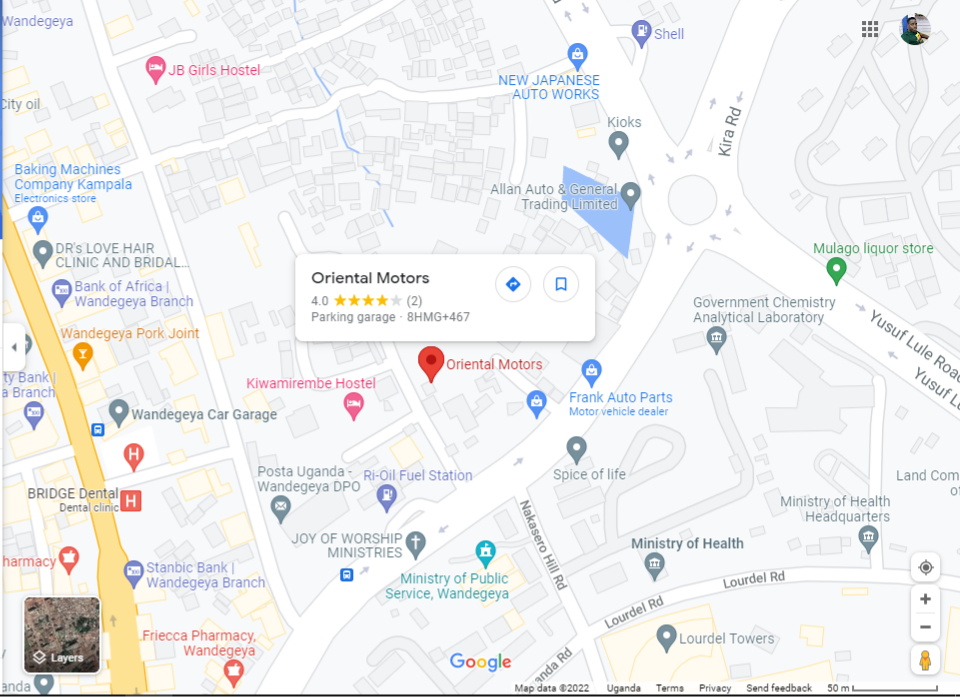 Wandegeya
Shell
JB Girls Hostel
NEW JAPANESE
AUTO WORKS
City oil
Kioks
Kira Rd
Baking Machines
Company Kampala
Electronics store
Allan Auto & General
Trading Limited
DR's LOVE HAIR
CLINIC AND BRIDAL...
Mulago liquor store
Oriental Motors
4.0 (2)
Parking garage · 8HMG+467
Bank of Africa |
Wandegeya Branch
Government Chemistry
Analytical Laboratory
Yusuf Lule Road
Yusuf Lu
Wandegeya Pork Joint
Oriental Motors
ty Bank |
a Branch
Kiwamirembe Hostel
Frank Auto Parts
Motor vehicle dealer
Wandegeya Car Garage
H
Posta Uganda -
Wandegeya DPO
Ri-Oil Fuel Station
Spice of life
Land Com
of
BRIDGE Dental
Dental clinic
H
Ministry of Health
Headquarters
Nakasero Hill Rd
JOY OF WORSHIP
MINISTRIES
Ministry of Health
harmacy
Stanbic Bank |
Wandegeya Branch
Ministry of Public
Service, Wandegeya
Lourdel Rd
Lourdel Rd
Friecca Pharmacy,
Wandegeya
Lourdel Towers
Layers
Google
anda Rd
anda
Map data ©2022 Uganda Terms Privacy Send feedback 50 m